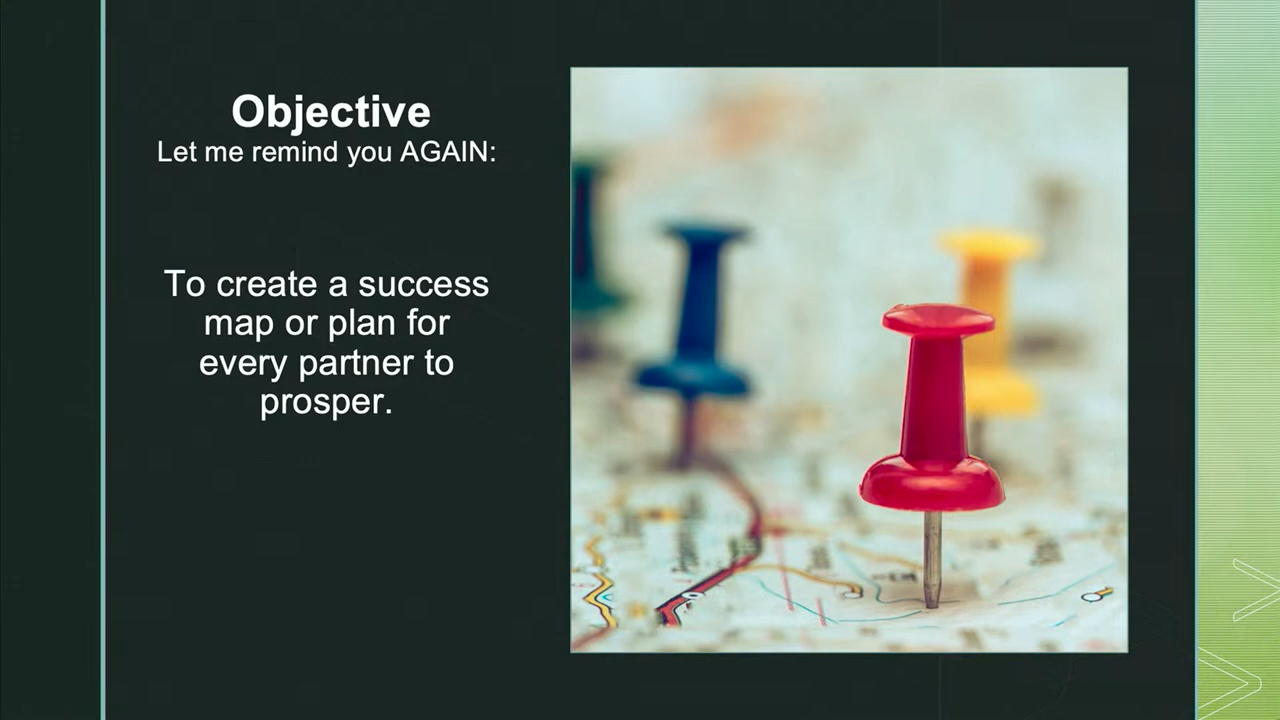 Objective
Let me remind you AGAIN:
To create a success
map or plan for
every partner to
prosper.